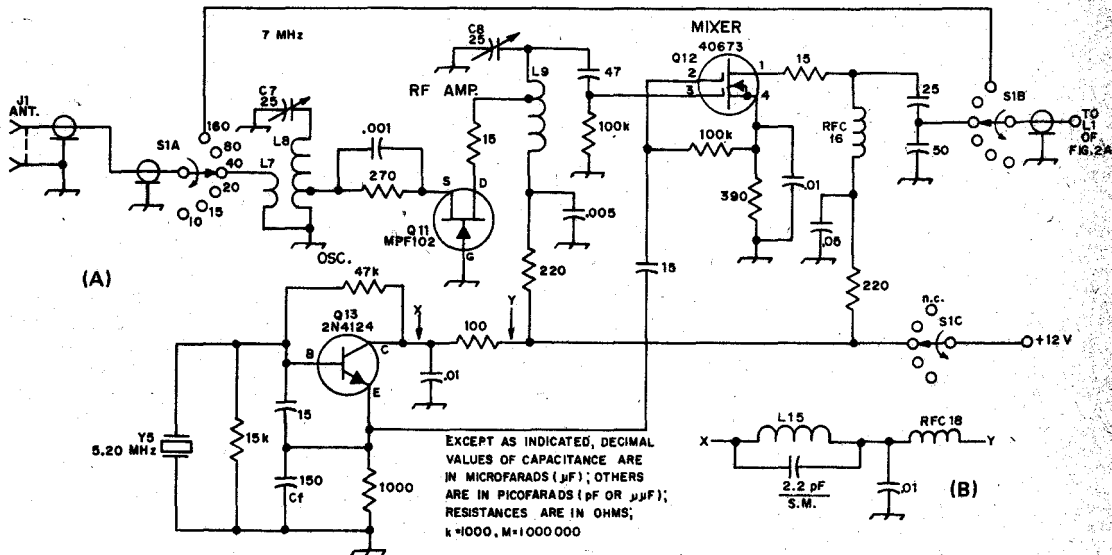 7 MHz
J1
ANT.
S1A
160
80
40
20
15
10
C7
25
L7
L8
.001
270
S
D
G
Q11
MPF102
RF AMP.
C8
25
L9
15
.005
220
47
100k
MIXER
40673
Q12
1
2
3
4
15
100k
390
.01
RFC
16
.05
220
25
50
S1B
TO
L1
OF
FIG.2A
15
(A)
OSC.
47k
Q13
2N4124
B
C
E
X
.01
100
Y
n.c.
S1C
+12 V
Y5
5.20 MHz
15k
15
150
Cf
1000
EXCEPT AS INDICATED, DECIMAL
VALUES OF CAPACITANCE ARE
IN MICROFARADS (µF); OTHERS
ARE IN PICOFARADS (pF OR µµF);
RESISTANCES ARE IN OHMS;
k=1000, M=1000 000
L15
RFC18
X
Y
2.2 pF
S.M.
.01
(B)